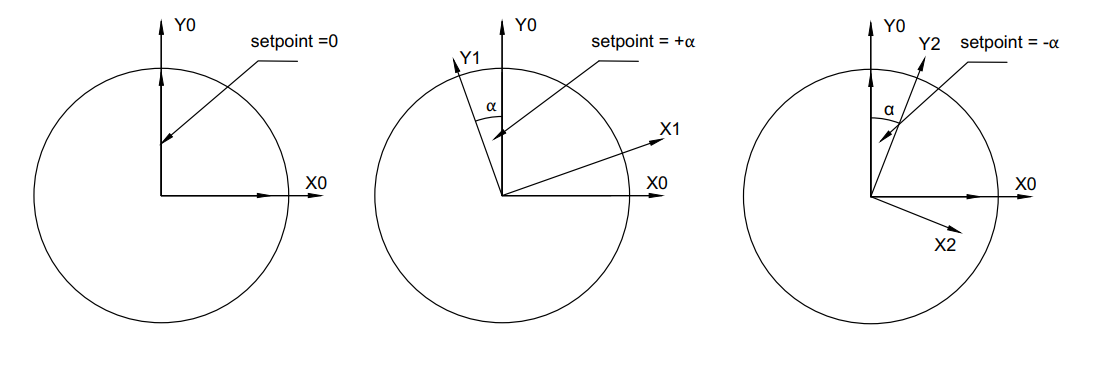 Y0
setpoint =0
X0
Y0
setpoint = +α
Y1
α
X1
X0
Y0
Y2
setpoint = -α
α
X0
X2